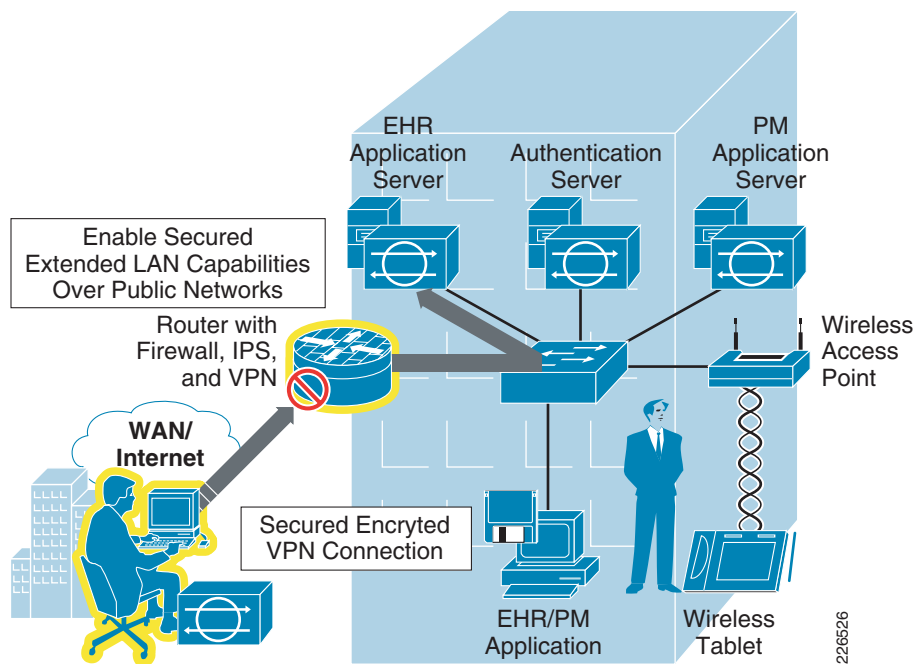 EHR
Application
Server
Authentication
Server
PM
Application
Server
Enable Secured
Extended LAN Capabilities
Over Public Networks
Router with
Firewall, IPS,
and VPN
Wireless
Access
Point
WAN/
Internet
Secured Encryted
VPN Connection
EHR/PM
Application
Wireless
Tablet
226526